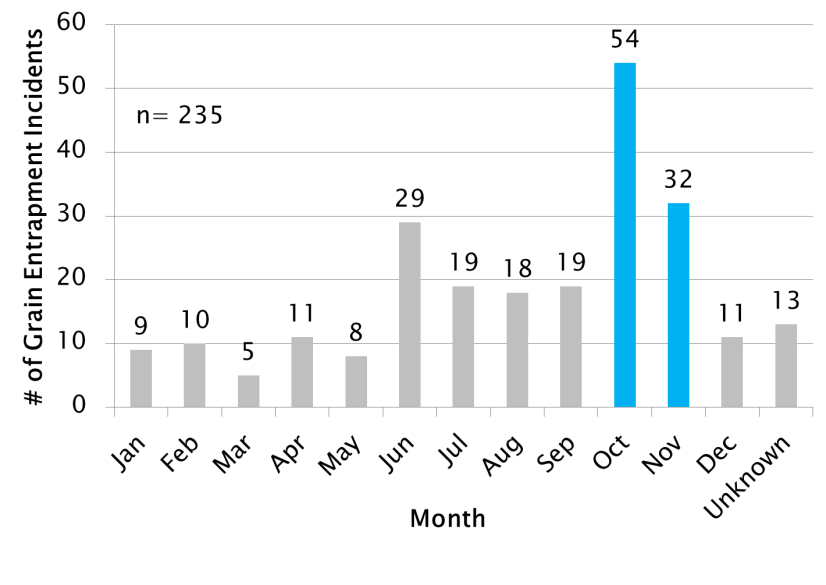 # of Grain Entrapment Incidents
60
50
40
30
20
10
0
n= 235
9
10
5
11
8
29
19
18
19
54
32
11
13
Jan
Feb
Mar
Apr
May
Jun
Jul
Aug
Sep
Oct
Nov
Dec
Unknown
Month